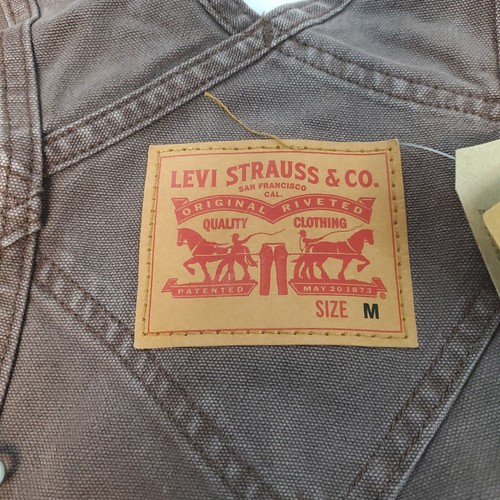 LEVI STRAUSS & CO.
SAN FRANCISCO
CAL.
ORIGINAL RIVETED
QUALITY CLOTHING
PATENTED MAY 20 1873
®
SIZE M